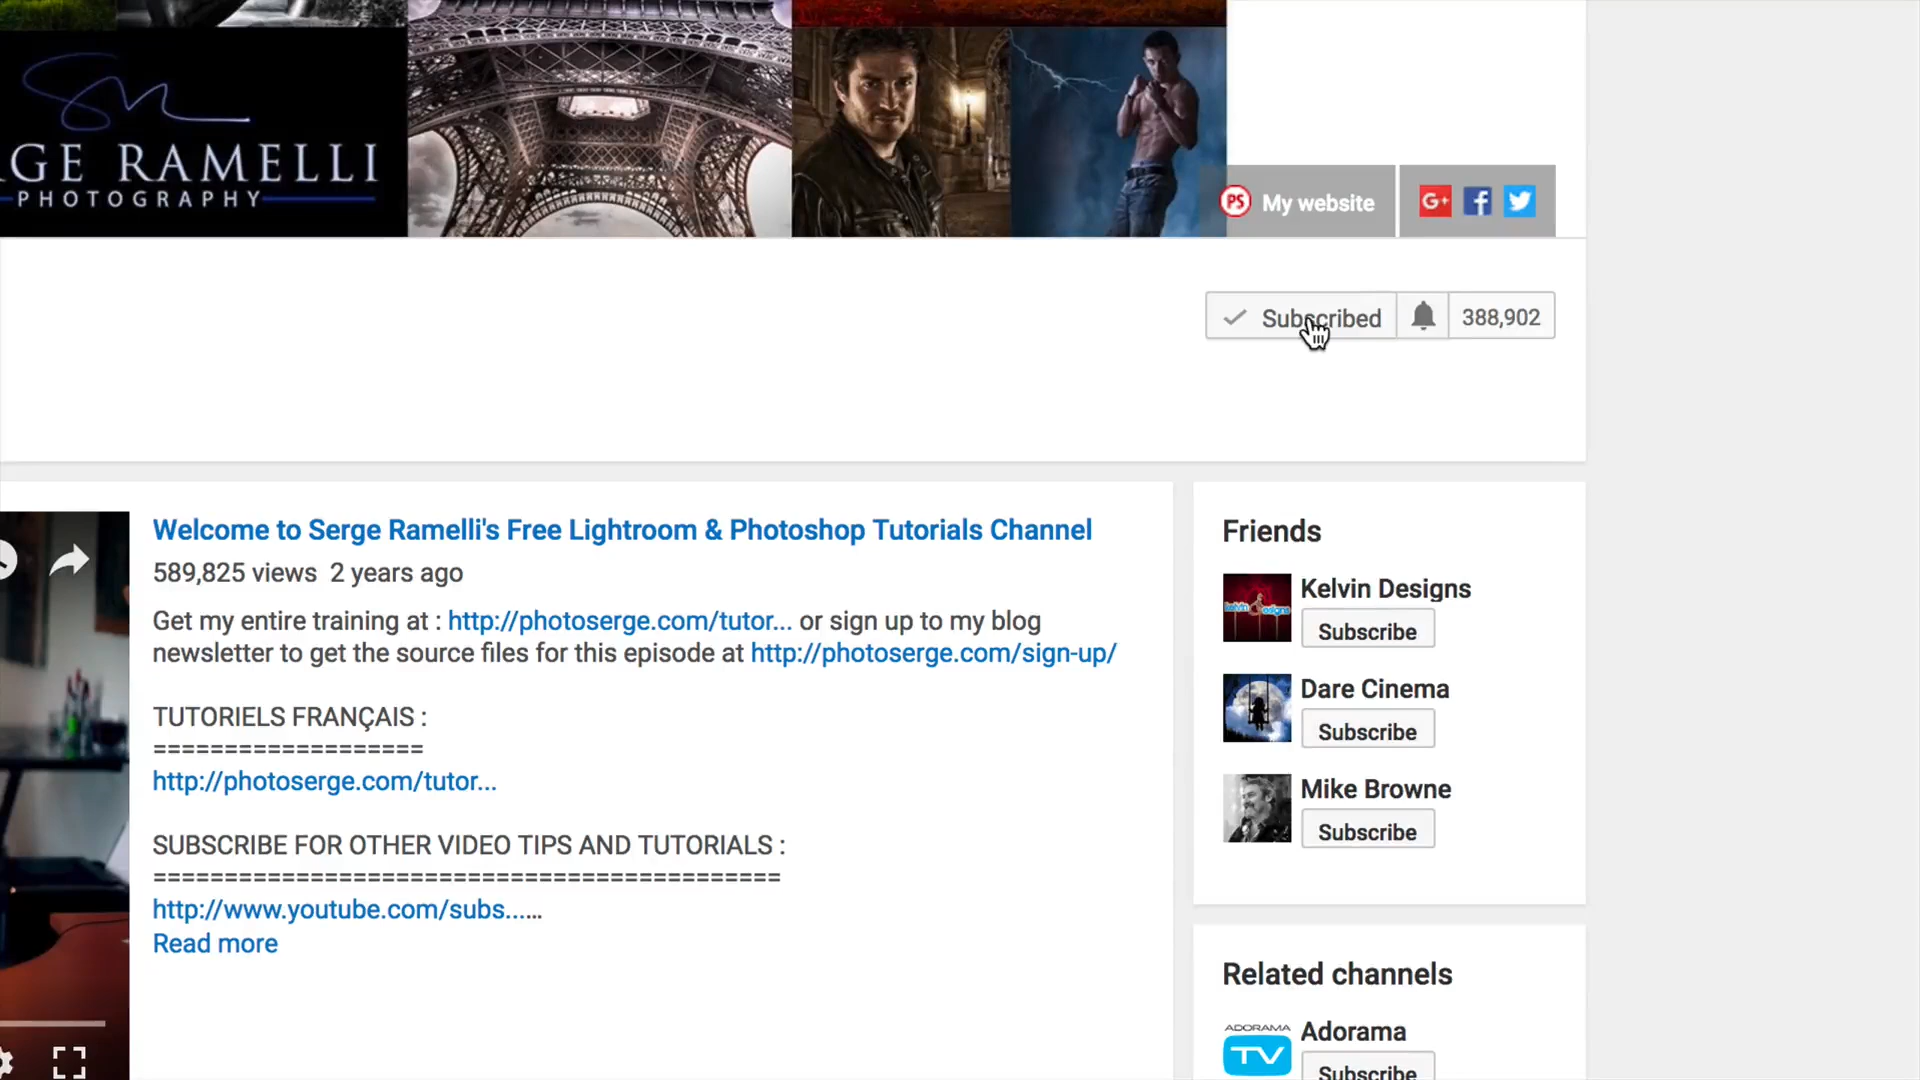 GE RAMELLI
PHOTOGRAPHY
PS My website
G+ f
Subscribed 388,902
Welcome to Serge Ramelli's Free Lightroom & Photoshop Tutorials Channel
589,825 views 2 years ago
Get my entire training at : http://photoserge.com/tutor... or sign up to my blog
newsletter to get the source files for this episode at http://photoserge.com/sign-up/
TUTORIELS FRANÇAIS :
===================
http://photoserge.com/tutor...
SUBSCRIBE FOR OTHER VIDEO TIPS AND TUTORIALS :
============================================
http://www.youtube.com/subs......
Read more
Friends
Kelvin Designs
Subscribe
Dare Cinema
Subscribe
Mike Browne
Subscribe
Related channels
ADORAMA
TV
Adorama
Subscribe